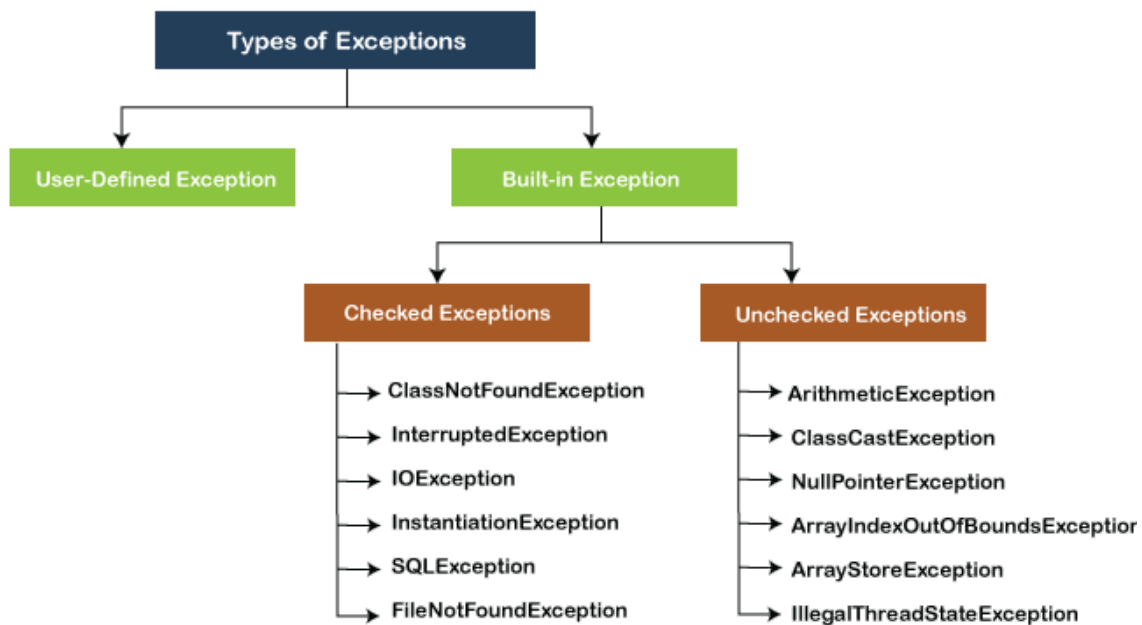 Types of Exceptions
User-Defined Exception
Built-in Exception
Checked Exceptions
Unchecked Exceptions
ClassNotFoundException
InterruptedException
IOException
InstantiationException
SQLException
FileNotFoundException
ArithmeticException
ClassCastException
NullPointerException
ArrayIndexOutOfBoundsException
ArrayStoreException
IllegalThreadStateException